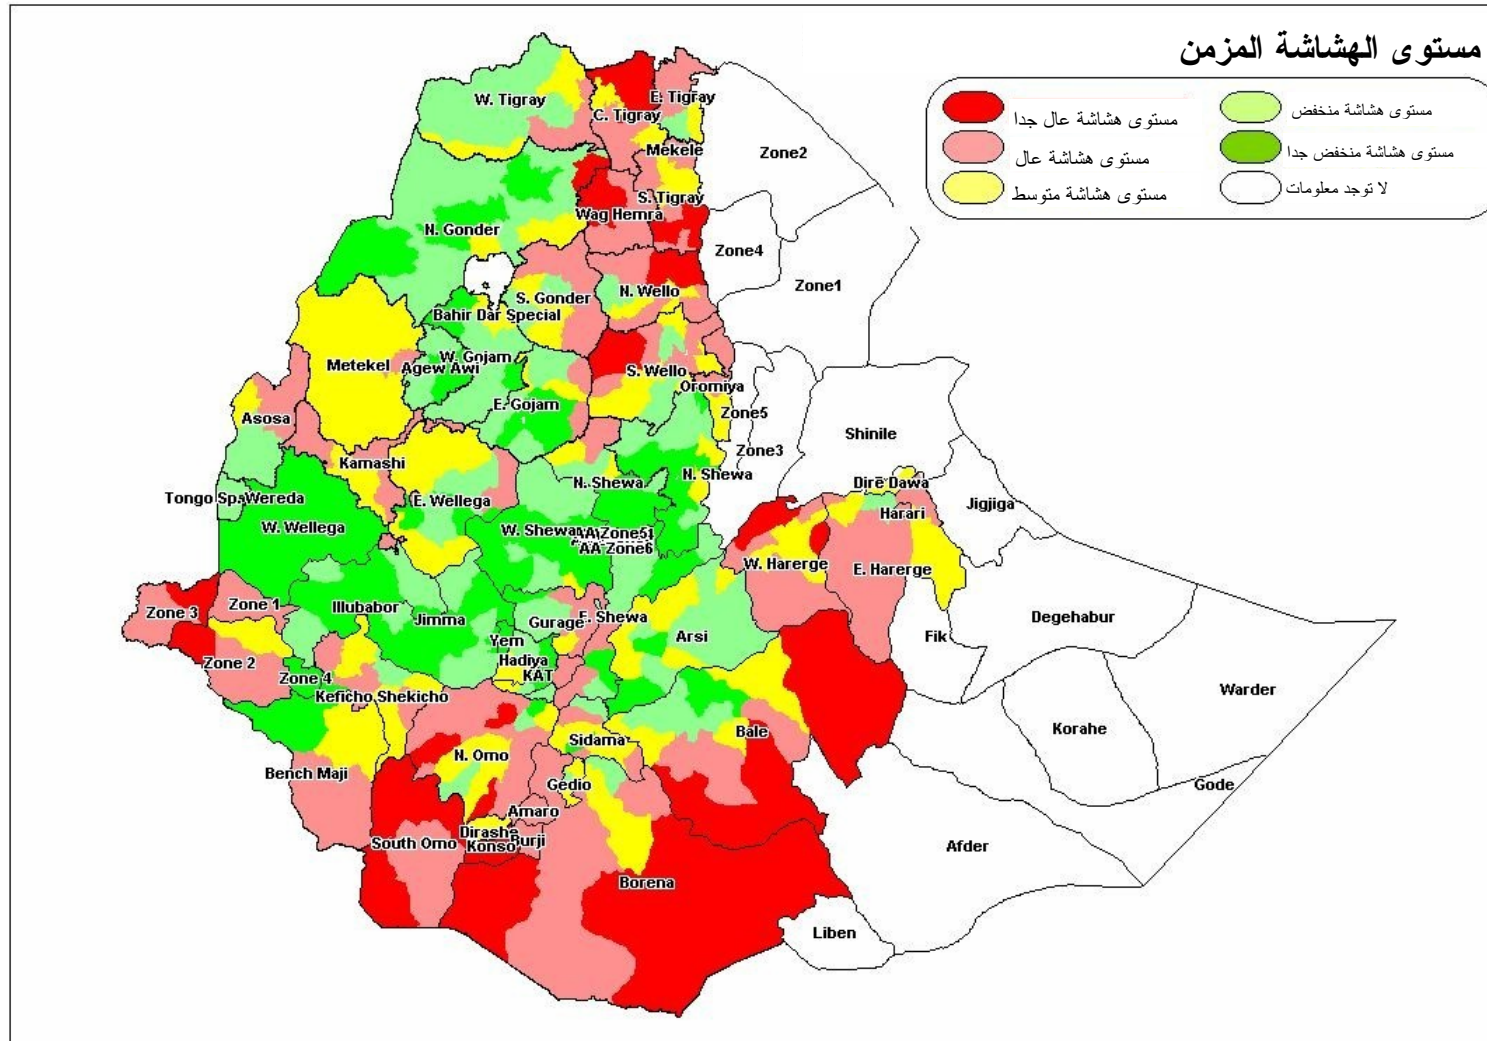 مستوى الهشاشة المزمن
مستوى هشاشة عال جدا
مستوى هشاشة عال
مستوى هشاشة متوسط
مستوى هشاشة منخفض
مستوى هشاشة منخفض جدا
لا توجد معلومات
W. Tigray
E. Tigray
C. Tigray
Mekele
Zone2
S. Tigray
Wag Hemra
N. Gonder
Zone4
Zone1
N. Wello
S. Gonder
Bahir Dar Special
W. Gojam
Metekel
Agew Awi
S. Wello
Oromiya
E. Gojam
Zone5
Asosa
Shinile
Zone3
Kamashi
N. Shewa
N. Shewa
Dire Dawa
Tongo Sp. Wereda
E. Wellega
Jigjiga
Harari
W. Wellega
W. Shewa
AA Zone6
W. Harerge
E. Harerge
Zone 3
Zone 1
Illubabor
Jimma
Gurage
E. Shewa
Arsi
Degehabur
Fik
Yem
Zone 2
Hadiya
Zone 4
KAT
Warder
Keficho Shekicho
Korahe
Bale
Sidama
N. Omo
Bench Maji
Gedio
Gode
Amaro
Dirashe
Burji
South Omo
Konso
Afder
Borena
Liben